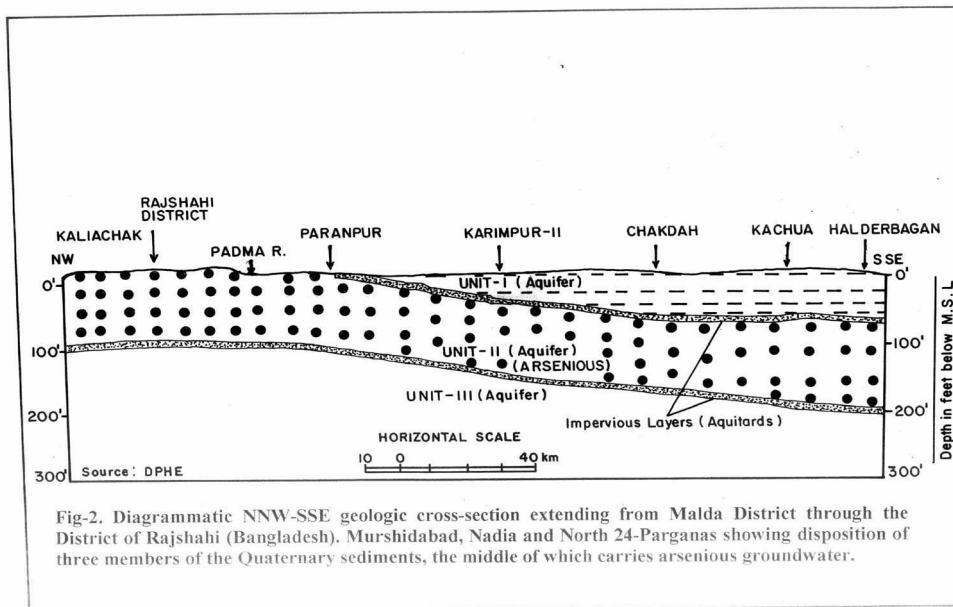 RAJSHAHI
DISTRICT
KALIACHAK
PADMA R.
PARANPUR
KARIMPUR-II
CHAKDAH
KACHUA
HALDERBAGAN
NW
SSE
0'
UNIT-I (Aquifer)
0'
100'
UNIT-II (Aquifer)
(ARSENIOUS)
100'
UNIT-III (Aquifer)
200'
Impervious Layers (Aquitards)
200'
HORIZONTAL SCALE
10 0 40 km
Source: DPHE
300'
300'
Depth in feet below M.S.L
Fig-2. Diagrammatic NNW-SSE geologic cross-section extending from Malda District through the
District of Rajshahi (Bangladesh). Murshidabad, Nadia and North 24-Parganas showing disposition of
three members of the Quaternary sediments, the middle of which carries arsenious groundwater.